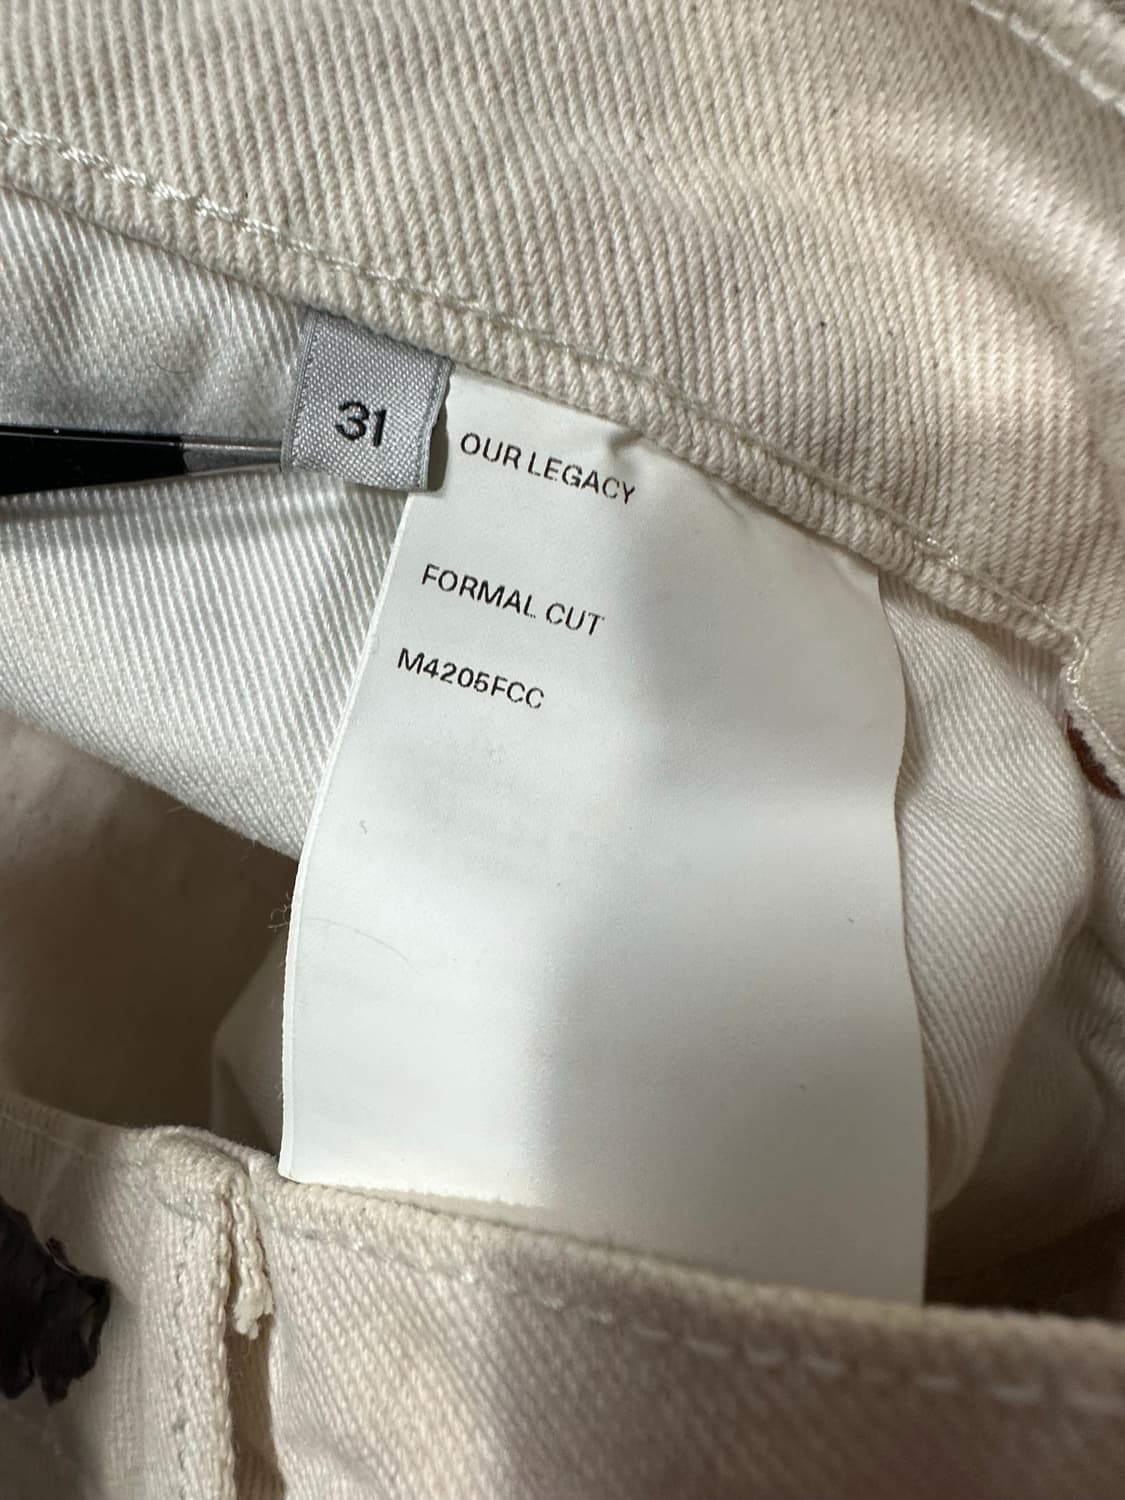 31
OUR LEGACY
FORMAL CUT
M4205FCC